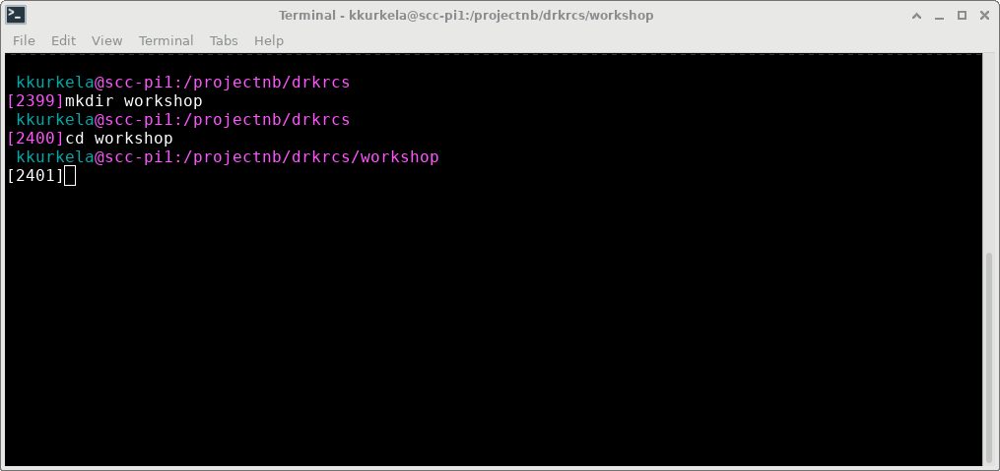 Terminal - kkurkela@scc-pi1:/projectnb/drkrcs/workshop
File Edit View Terminal Tabs Help
kkurkela@scc-pi1:/projectnb/drkrcs
[2399]mkdir workshop
kkurkela@scc-pi1:/projectnb/drkrcs
[2400]cd workshop
kkurkela@scc-pi1:/projectnb/drkrcs/workshop
[2401]